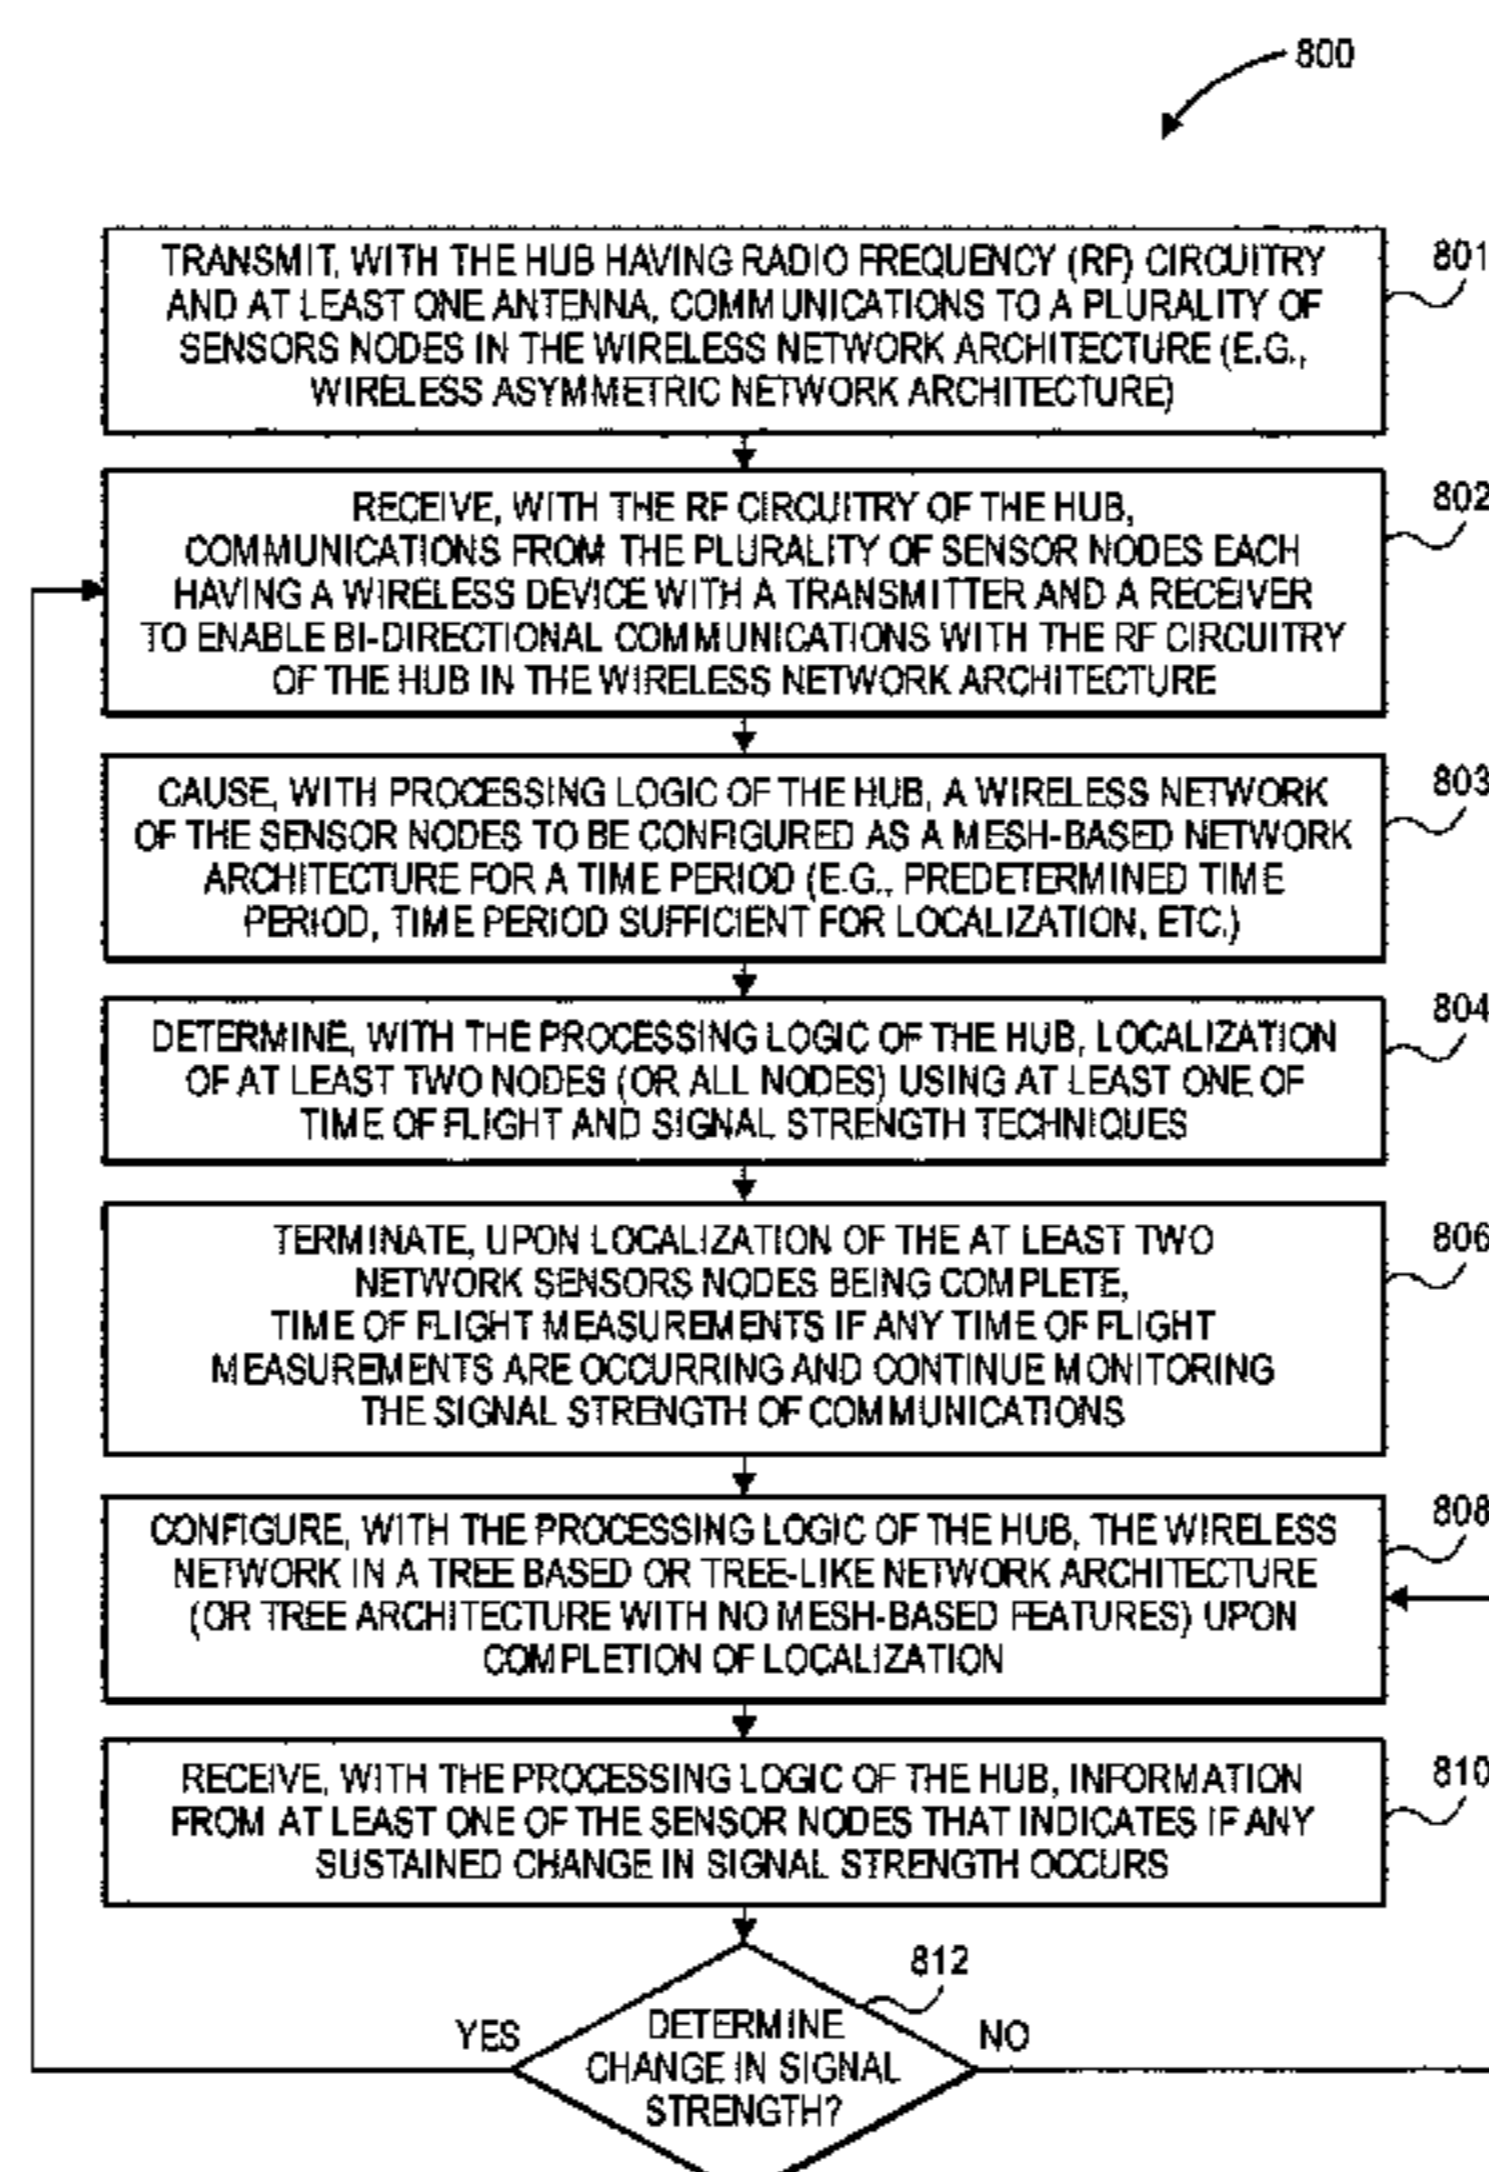 800
TRANSMIT, WITH THE HUB HAVING RADIO FREQUENCY (RF) CIRCUITRY
AND AT LEAST ONE ANTENNA, COMMUNICATIONS TO A PLURALITY OF
SENSORS NODES IN THE WIRELESS NETWORK ARCHITECTURE (E.G.,
WIRELESS ASYMMETRIC NETWORK ARCHITECTURE)
801
RECEIVE, WITH THE RF CIRCUITRY OF THE HUB,
COMMUNICATIONS FROM THE PLURALITY OF SENSOR NODES EACH
HAVING A WIRELESS DEVICE WITH A TRANSMITTER AND A RECEIVER
TO ENABLE BI-DIRECTIONAL COMMUNICATIONS WITH THE RF CIRCUITRY
OF THE HUB IN THE WIRELESS NETWORK ARCHITECTURE
802
CAUSE, WITH PROCESSING LOGIC OF THE HUB, A WIRELESS NETWORK
OF THE SENSOR NODES TO BE CONFIGURED AS A MESH-BASED NETWORK
ARCHITECTURE FOR A TIME PERIOD (E.G., PREDETERMINED TIME
PERIOD, TIME PERIOD SUFFICIENT FOR LOCALIZATION, ETC.)
803
DETERMINE, WITH THE PROCESSING LOGIC OF THE HUB, LOCALIZATION
OF AT LEAST TWO NODES (OR ALL NODES) USING AT LEAST ONE OF
TIME OF FLIGHT AND SIGNAL STRENGTH TECHNIQUES
804
TERMINATE, UPON LOCALIZATION OF THE AT LEAST TWO
NETWORK SENSORS NODES BEING COMPLETE,
TIME OF FLIGHT MEASUREMENTS IF ANY TIME OF FLIGHT
MEASUREMENTS ARE OCCURRING AND CONTINUE MONITORING
THE SIGNAL STRENGTH OF COMMUNICATIONS
806
CONFIGURE, WITH THE PROCESSING LOGIC OF THE HUB, THE WIRELESS
NETWORK IN A TREE BASED OR TREE-LIKE NETWORK ARCHITECTURE
(OR TREE ARCHITECTURE WITH NO MESH-BASED FEATURES) UPON
COMPLETION OF LOCALIZATION
808
RECEIVE, WITH THE PROCESSING LOGIC OF THE HUB, INFORMATION
FROM AT LEAST ONE OF THE SENSOR NODES THAT INDICATES IF ANY
SUSTAINED CHANGE IN SIGNAL STRENGTH OCCURS
810
812
YES
DETERMINE
CHANGE IN SIGNAL
STRENGTH?
NO